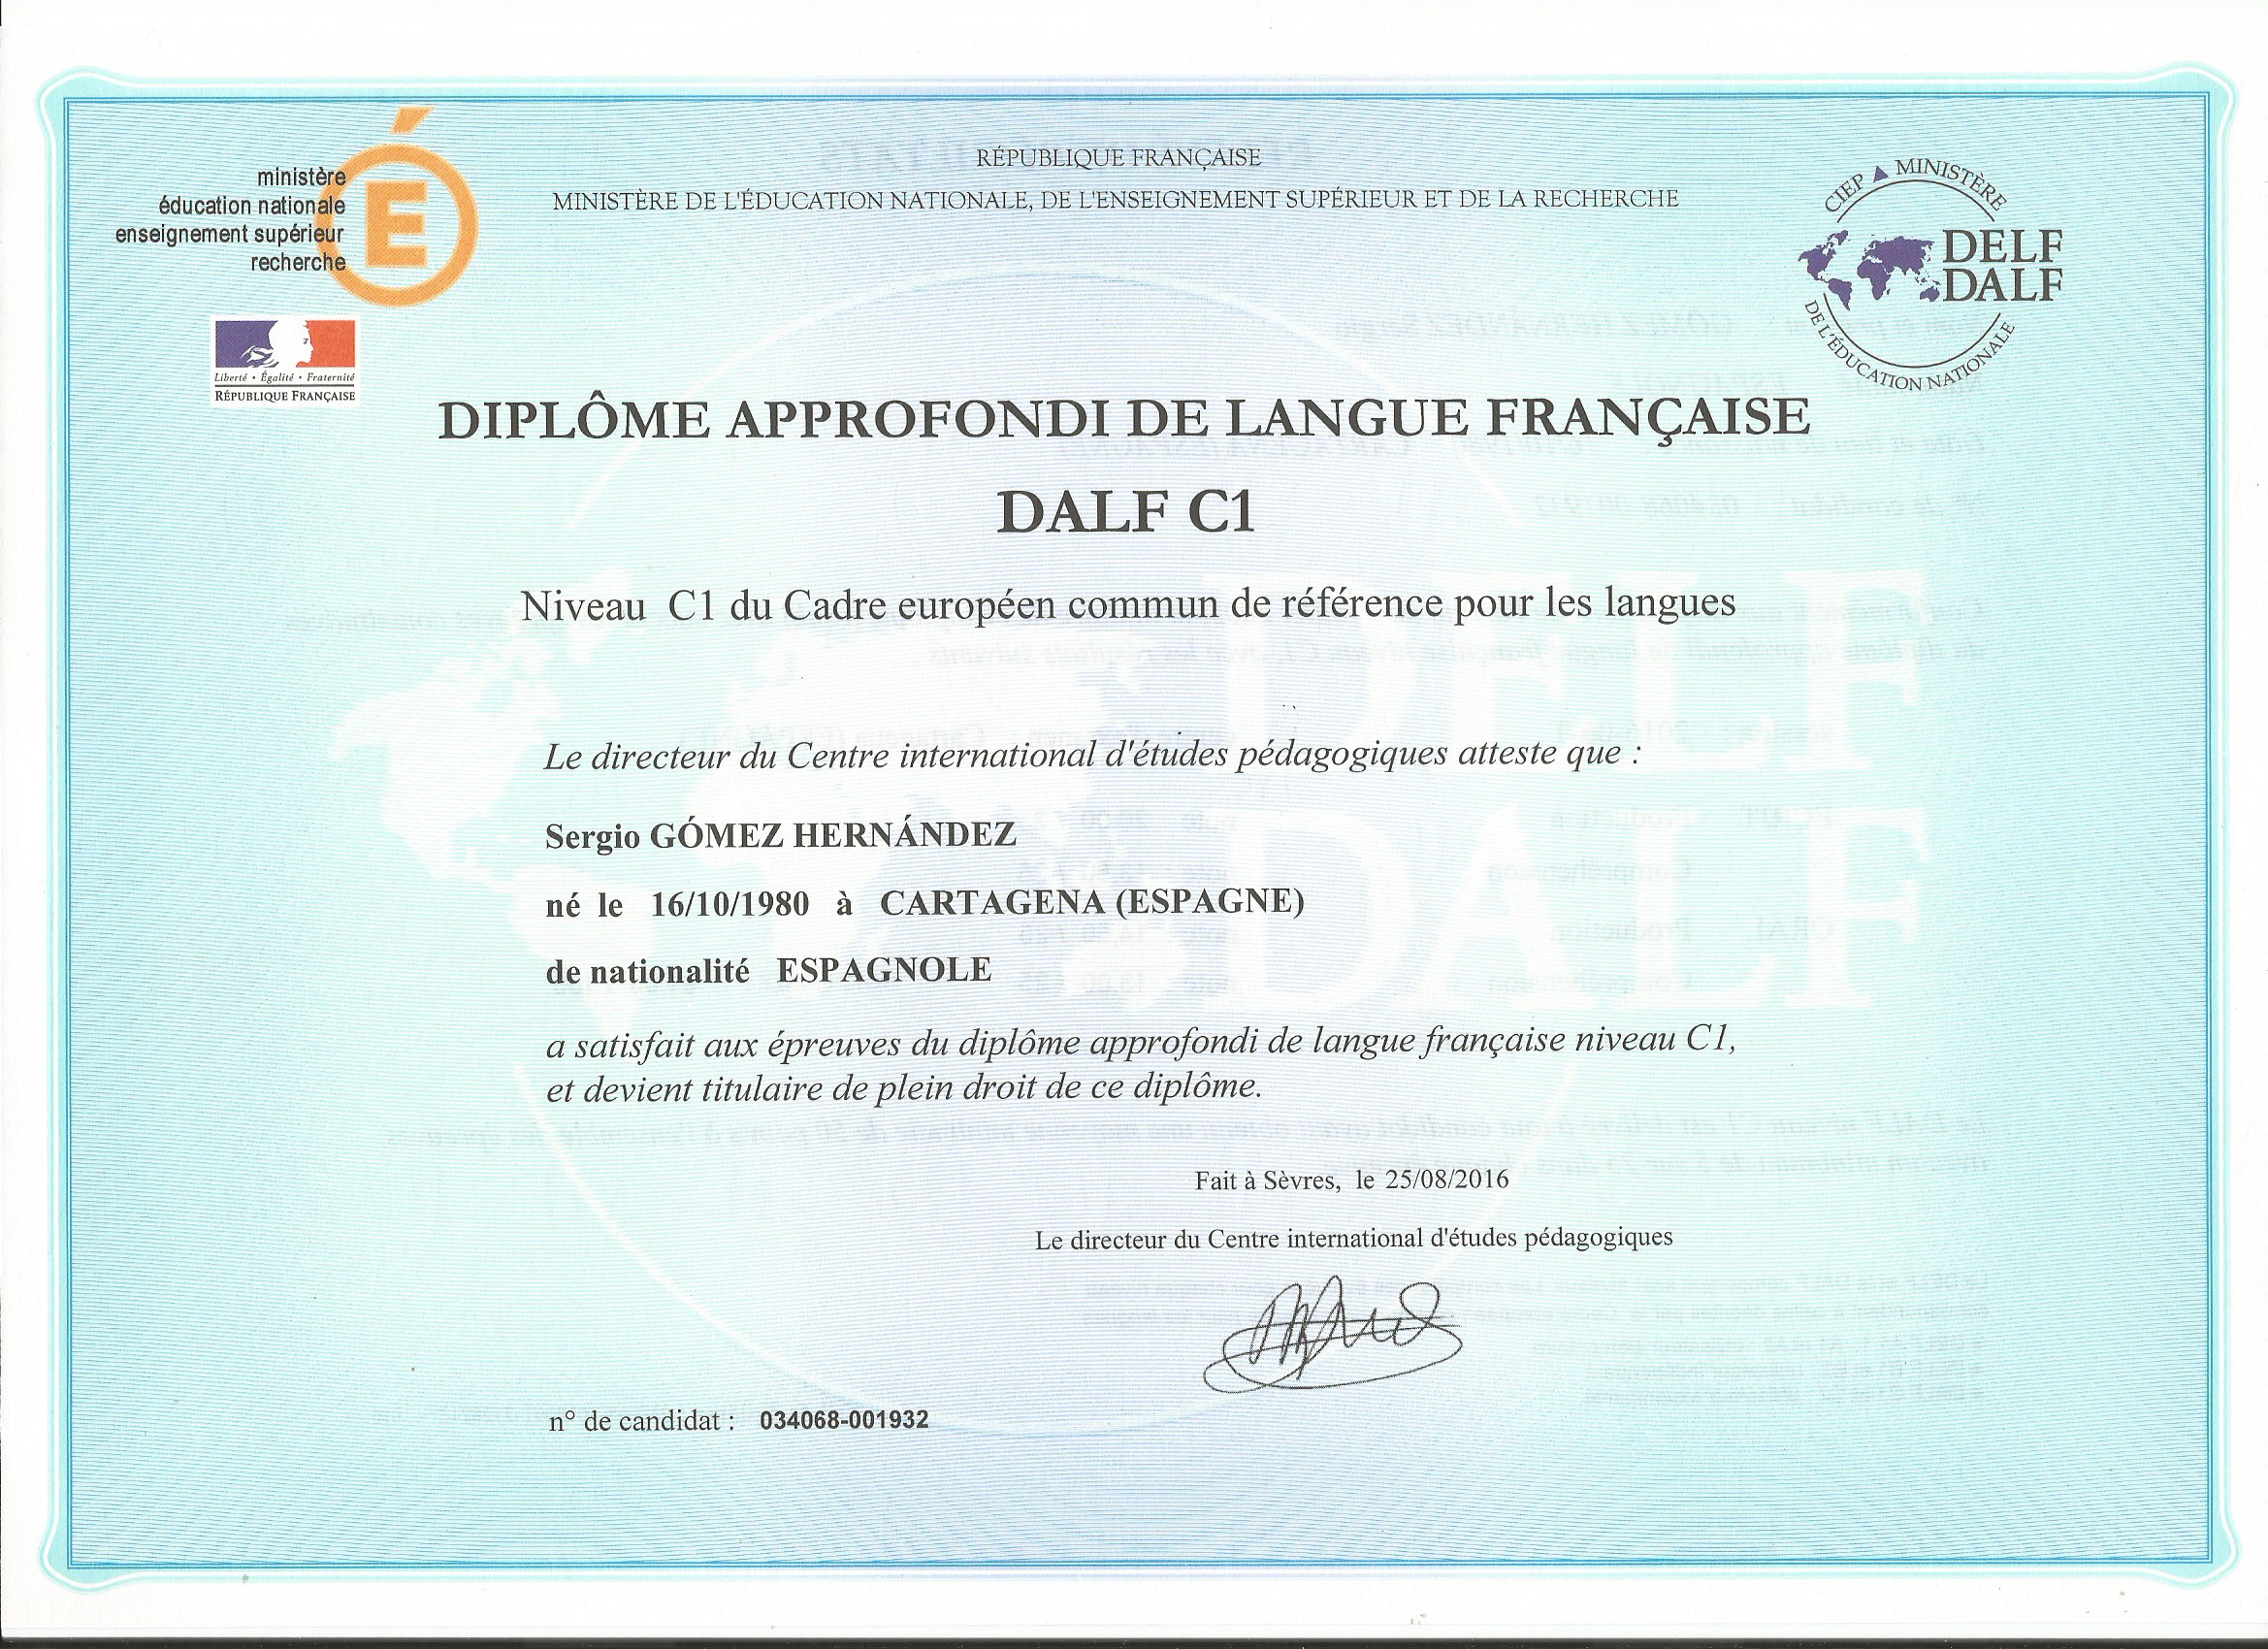 ministère
éducation nationale
enseignement supérieur
recherche
É
Liberté • Égalité • Fraternité
RÉPUBLIQUE FRANÇAISE
RÉPUBLIQUE FRANÇAISE
MINISTÈRE DE L'ÉDUCATION NATIONALE, DE L'ENSEIGNEMENT SUPÉRIEUR ET DE LA RECHERCHE
CIEP ▲ MINISTÈRE
DELF
DALF
DE L'ÉDUCATION NATIONALE
DIPLÔME APPROFONDI DE LANGUE FRANÇAISE
DALF C1
Niveau C1 du Cadre européen commun de référence pour les langues
DELF
DALF
Le directeur du Centre international d'études pédagogiques atteste que :
Sergio GÓMEZ HERNÁNDEZ
né le 16/10/1980 à CARTAGENA (ESPAGNE)
de nationalité ESPAGNOLE
a satisfait aux épreuves du diplôme approfondi de langue française niveau C1,
et devient titulaire de plein droit de ce diplôme.
Fait à Sèvres, le 25/08/2016
Le directeur du Centre international d'études pédagogiques
n° de candidat : 034068-001932